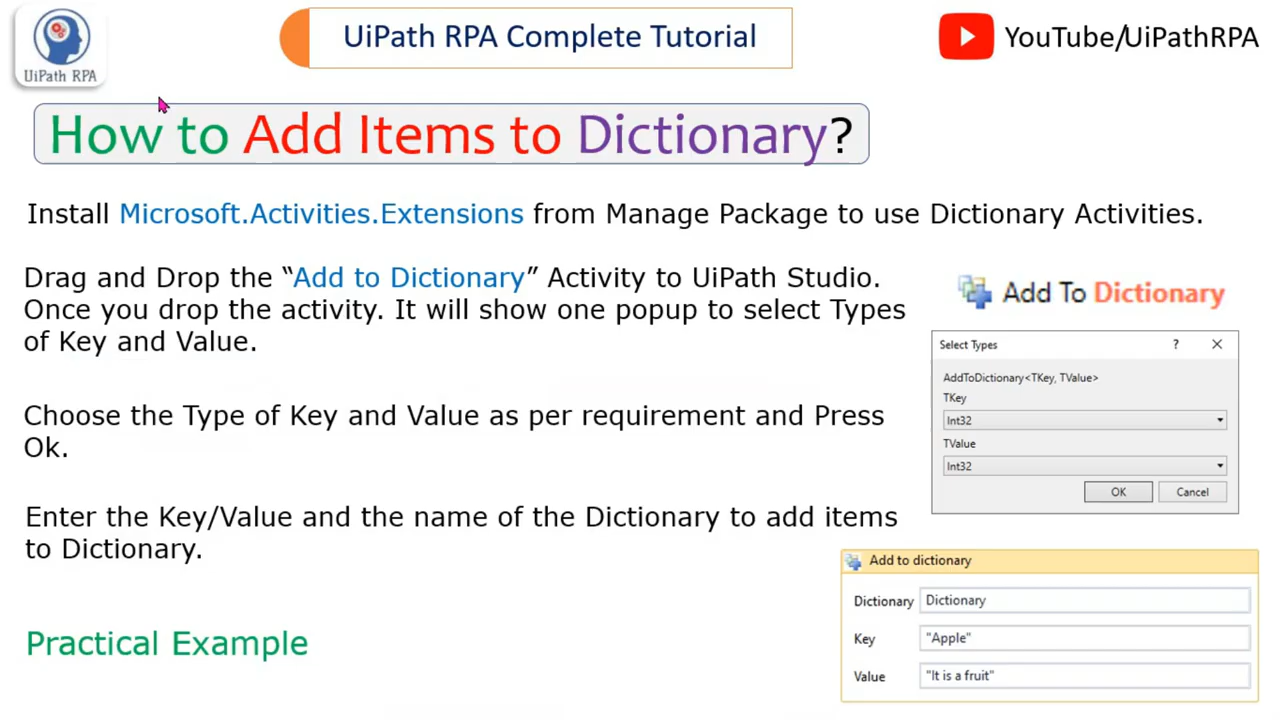 UiPath RPA
UiPath RPA Complete Tutorial
YouTube/UiPathRPA
How to Add Items to Dictionary?
Install Microsoft.Activities.Extensions from Manage Package to use Dictionary Activities.
Drag and Drop the “Add to Dictionary” Activity to UiPath Studio.
Once you drop the activity. It will show one popup to select Types
of Key and Value.
Add To Dictionary
Select Types
?
AddToDictionary<TKey, TValue>
TKey
Int32
TValue
Int32
OK Cancel
Choose the Type of Key and Value as per requirement and Press
Ok.
Enter the Key/Value and the name of the Dictionary to add items
to Dictionary.
Add to dictionary
Dictionary Dictionary
Key "Apple"
Value "It is a fruit"
Practical Example